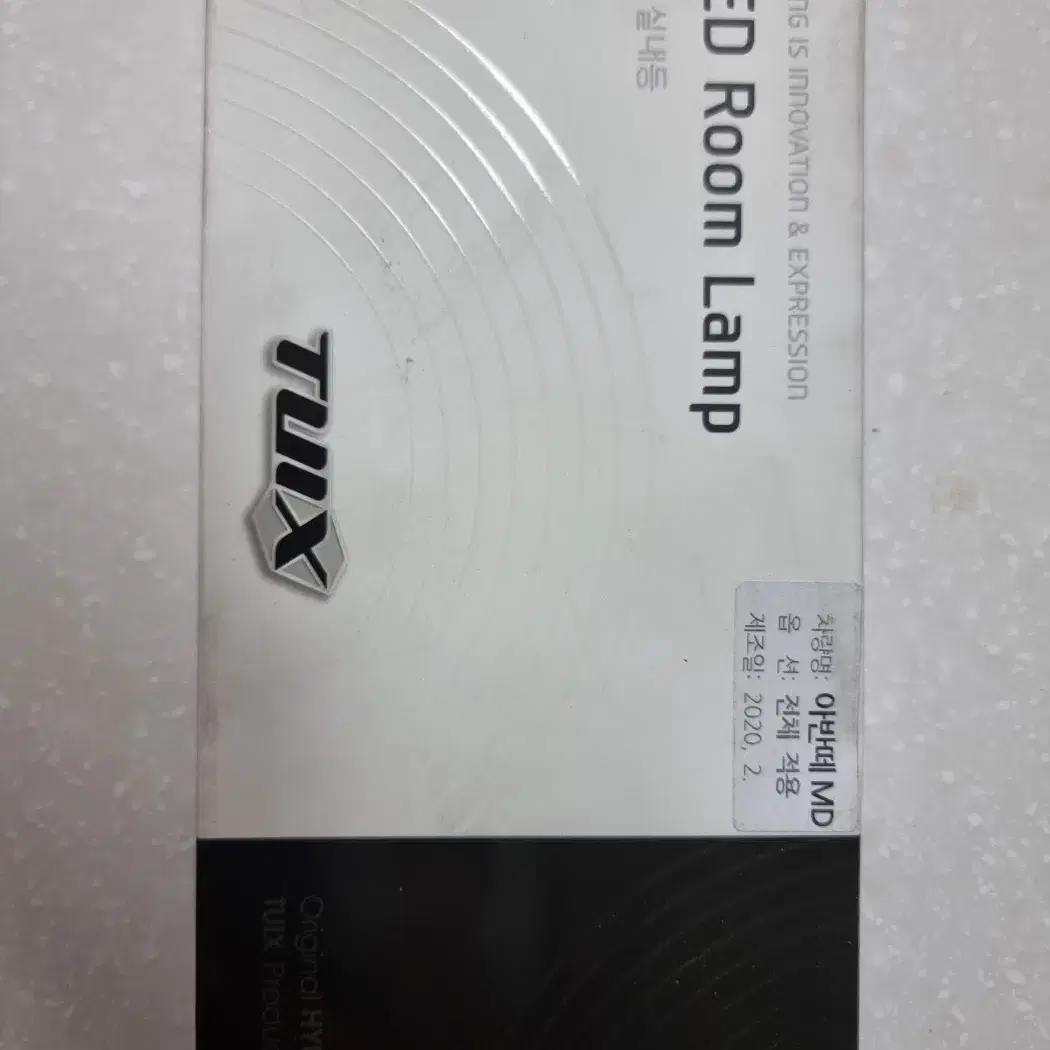 NG IS INNOVATION & EXPRESSION
ED Room Lamp
실내등
TUIX
차량명: 아반떼 MD
옵 션: 전체 적용
제조일: 2020, 2.
Original HY
TUIX Produ